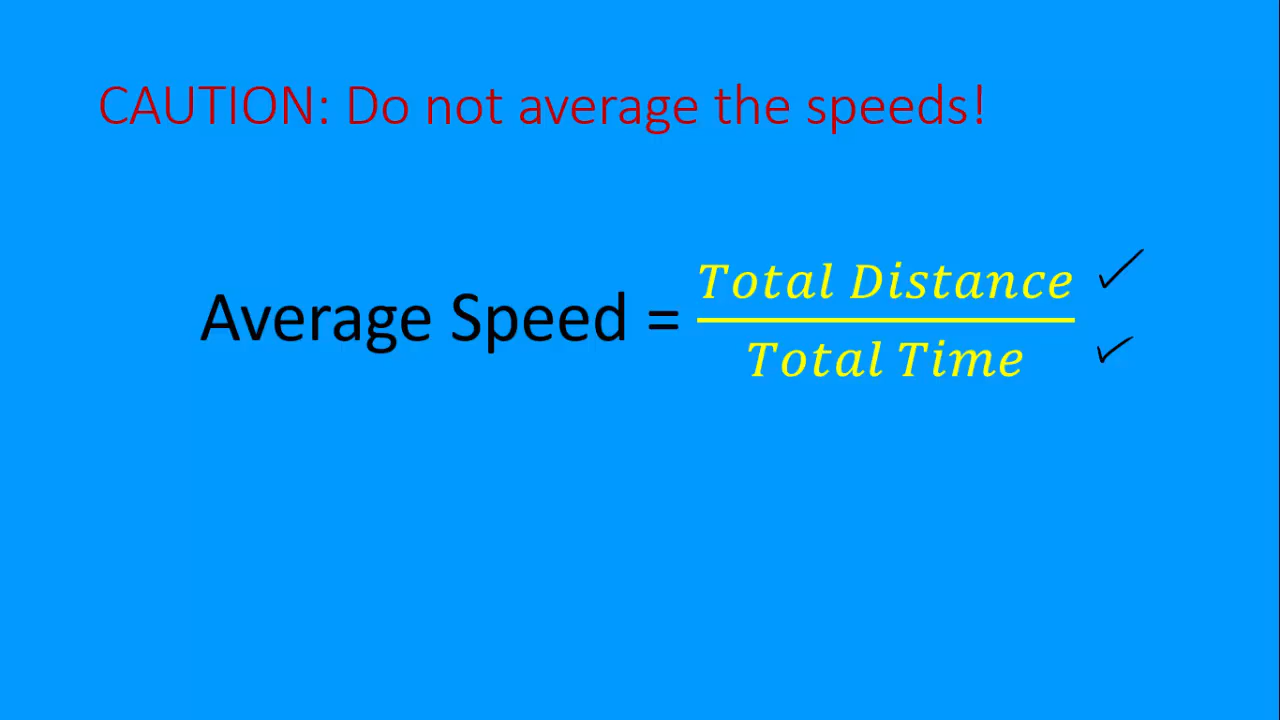 CAUTION: Do not average the speeds!
Total Distance ✓
Average Speed =
Total Time ✓